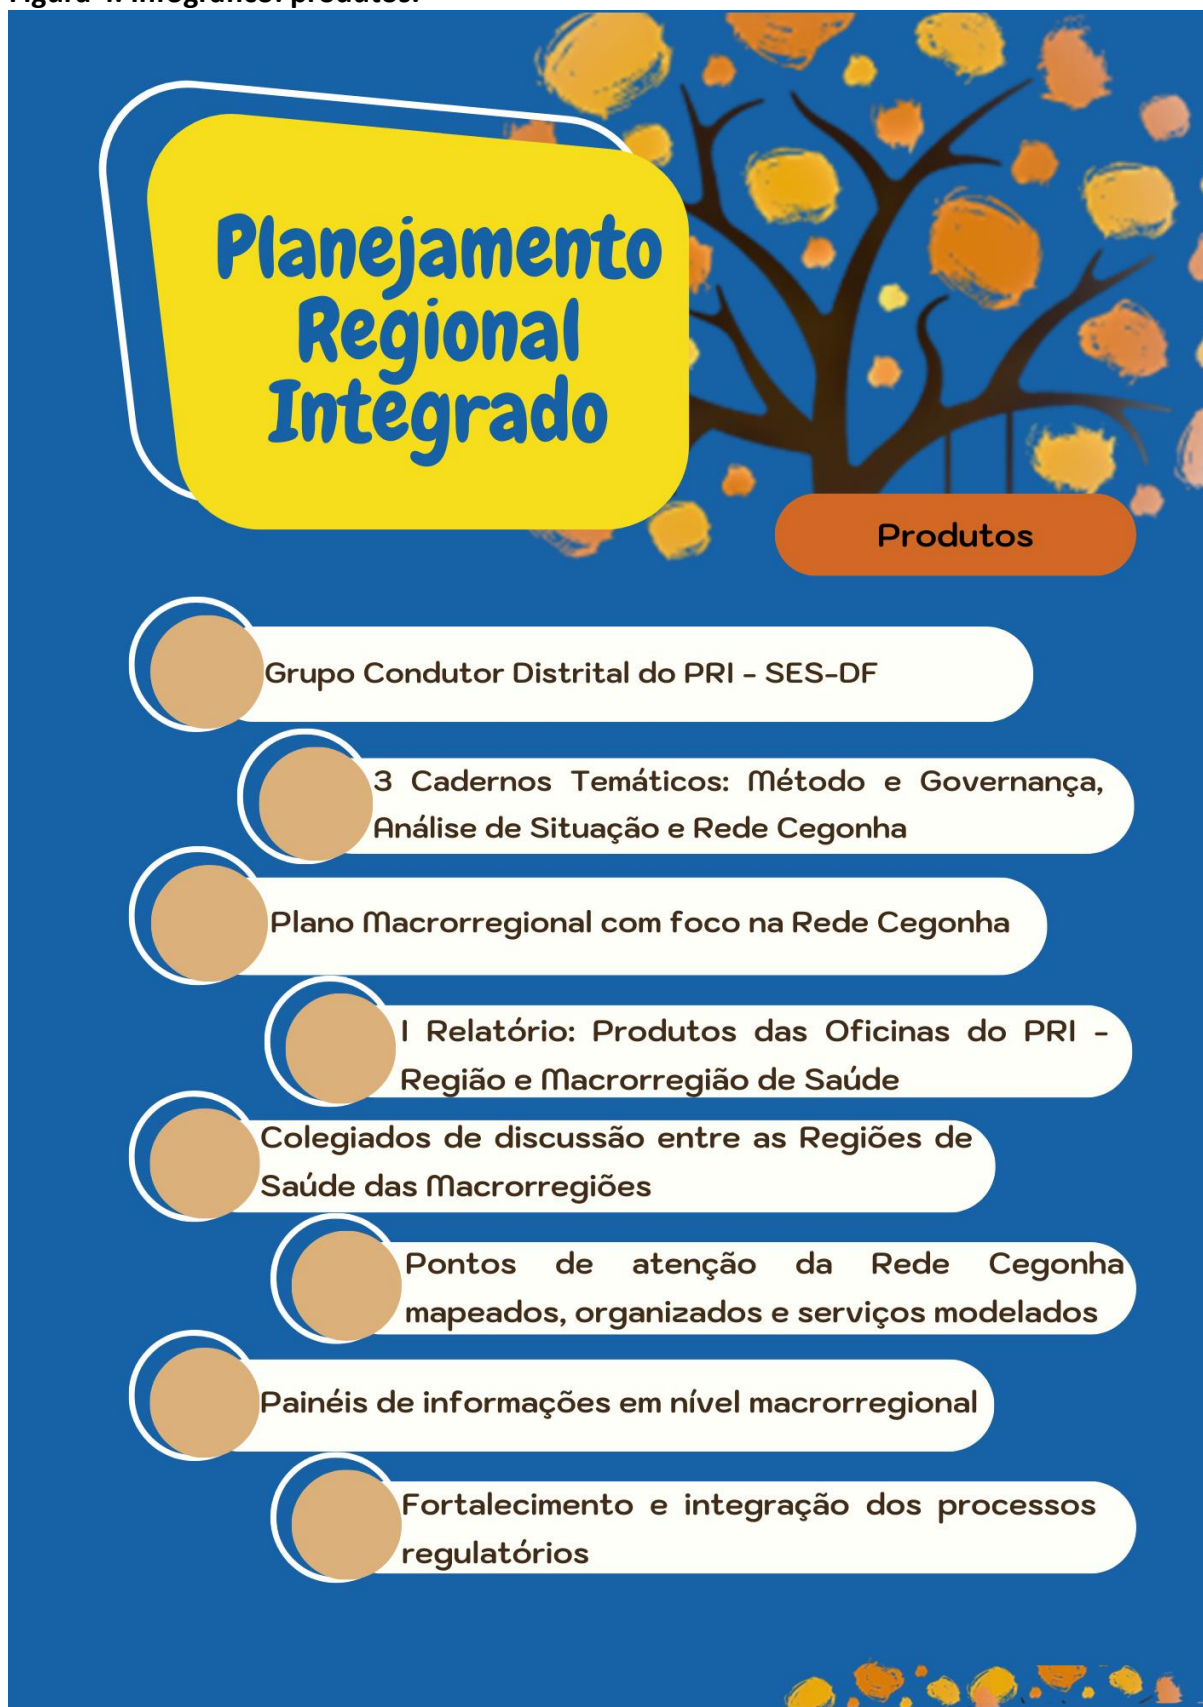 Planejamento
Regional
Integrado
Produtos
Grupo Condutor Distrital do PRI - SES-DF
3 Cadernos Temáticos: Método e Governança,
Análise de Situação e Rede Cegonha
Plano Macrorregional com foco na Rede Cegonha
I Relatório: Produtos das Oficinas do PRI -
Região e Macrorregião de Saúde
Colegiados de discussão entre as Regiões de
Saúde das Macrorregiões
Pontos de atenção da Rede Cegonha
mapeados, organizados e serviços modelados
Painéis de informações em nível macrorregional
Fortalecimento e integração dos processos
regulatórios